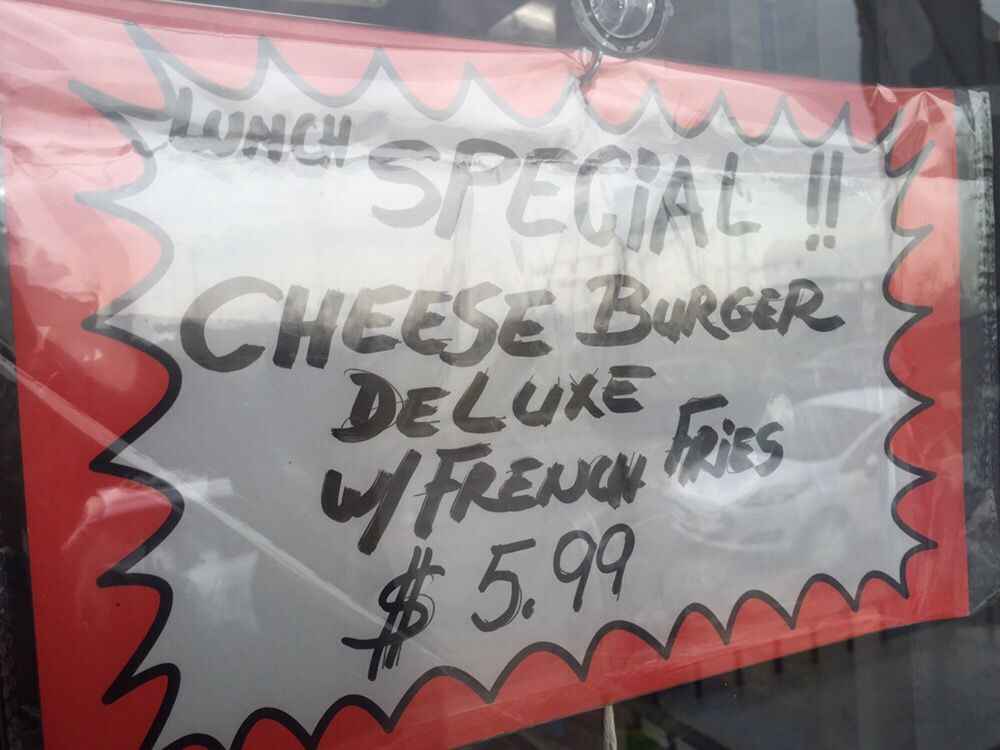 LUNCH SPECIAL !!
CHEESE BURGER
DELUXE
W/ FRENCH FRIES
$ 5.99